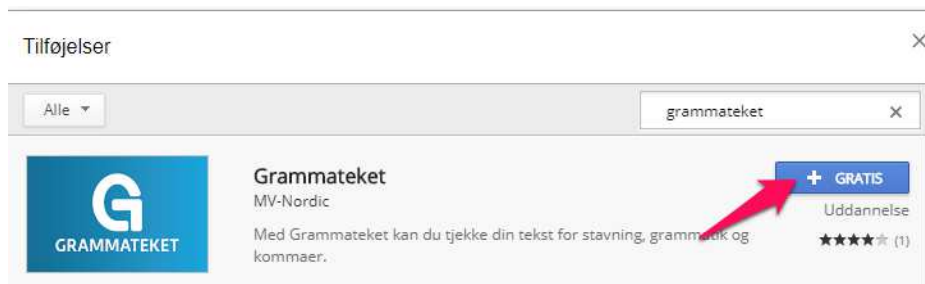 Tilføjelser
Alle
grammateket
Grammateket
+ GRATIS
MV-Nordic
Uddannelse
Med Grammateket kan du tjekke din tekst for stavning, grammatik og
kommaer.
(1)
G
GRAMMATEKET